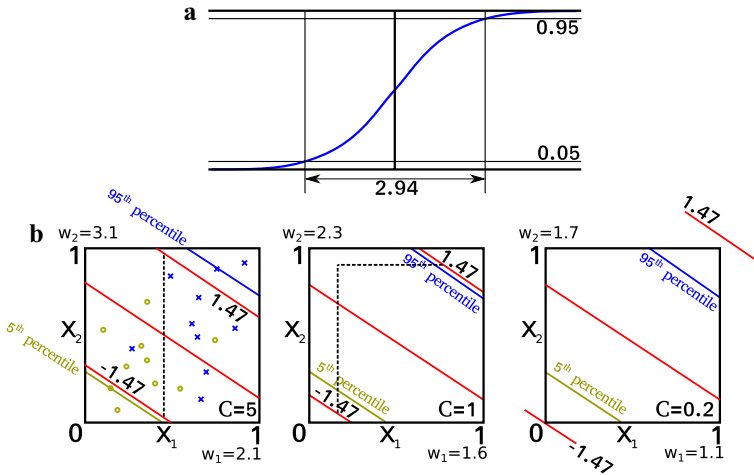 a
0.95
0.05
2.94
b
w2=3.1
1
95th percentile
1.47
X2
5th percentile
-1.47
C=5
0
X1
1
w1=2.1
w2=2.3
1
1.47
95th percentile
X2
5th percentile
-1.47
C=1
0
X1
1
w1=1.6
w2=1.7
1
1.47
95th percentile
X2
5th percentile
C=0.2
0
X1
1
-1.47
w1=1.1